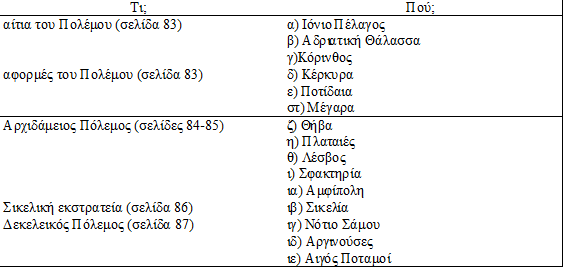 Τι; Πού;
αίτια του Πολέμου (σελίδα 83) α) Ιόνιο Πέλαγος
β) Αδριατική Θάλασσα
γ)Κόρινθος
αφορμές του Πολέμου (σελίδα 83) δ) Κέρκυρα
ε) Ποτίδαια
στ) Μέγαρα
Αρχιδάμειος Πόλεμος (σελίδες 84-85) ζ) Θήβα
η) Πλαταιές
θ) Λέσβος
ι) Σφακτηρία
ια) Αμφίπολη
Σικελική εκστρατεία (σελίδα 86) ιβ) Σικελία
Δεκελεικός Πόλεμος (σελίδα 87) ιγ) Νότιο Σάμου
ιδ) Αργινούσες
ιε) Αιγός Ποταμοί